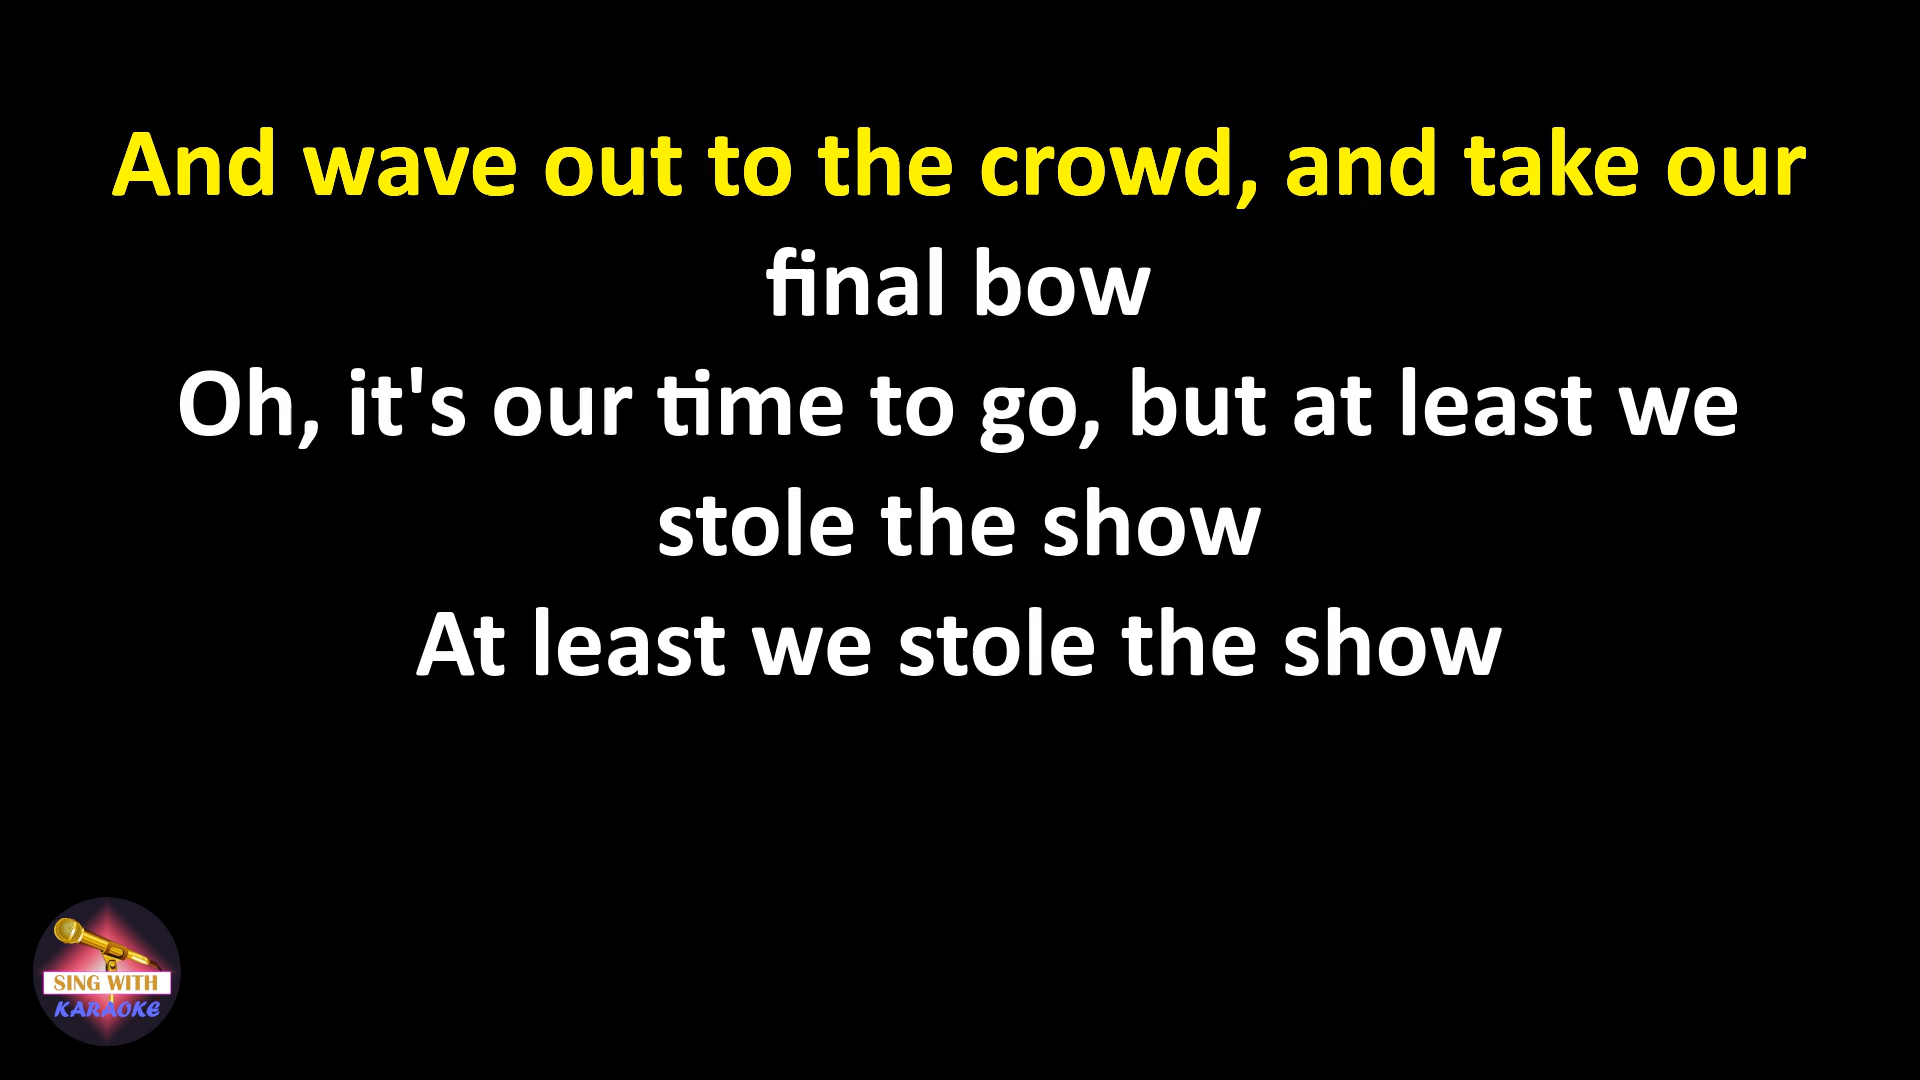 And wave out to the crowd, and take our
final bow
Oh, it's our time to go, but at least we
stole the show
At least we stole the show
SING WITH
KARAOKE